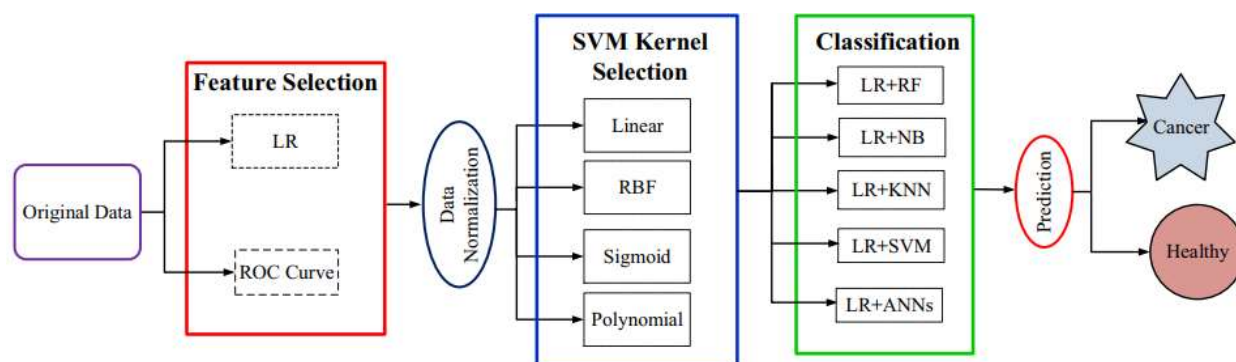 Original Data
Feature Selection
LR
ROC Curve
Data
Normalization
SVM Kernel
Selection
Linear
RBF
Sigmoid
Polynomial
Classification
LR+RF
LR+NB
LR+KNN
LR+SVM
LR+ANNs
Prediction
Cancer
Healthy